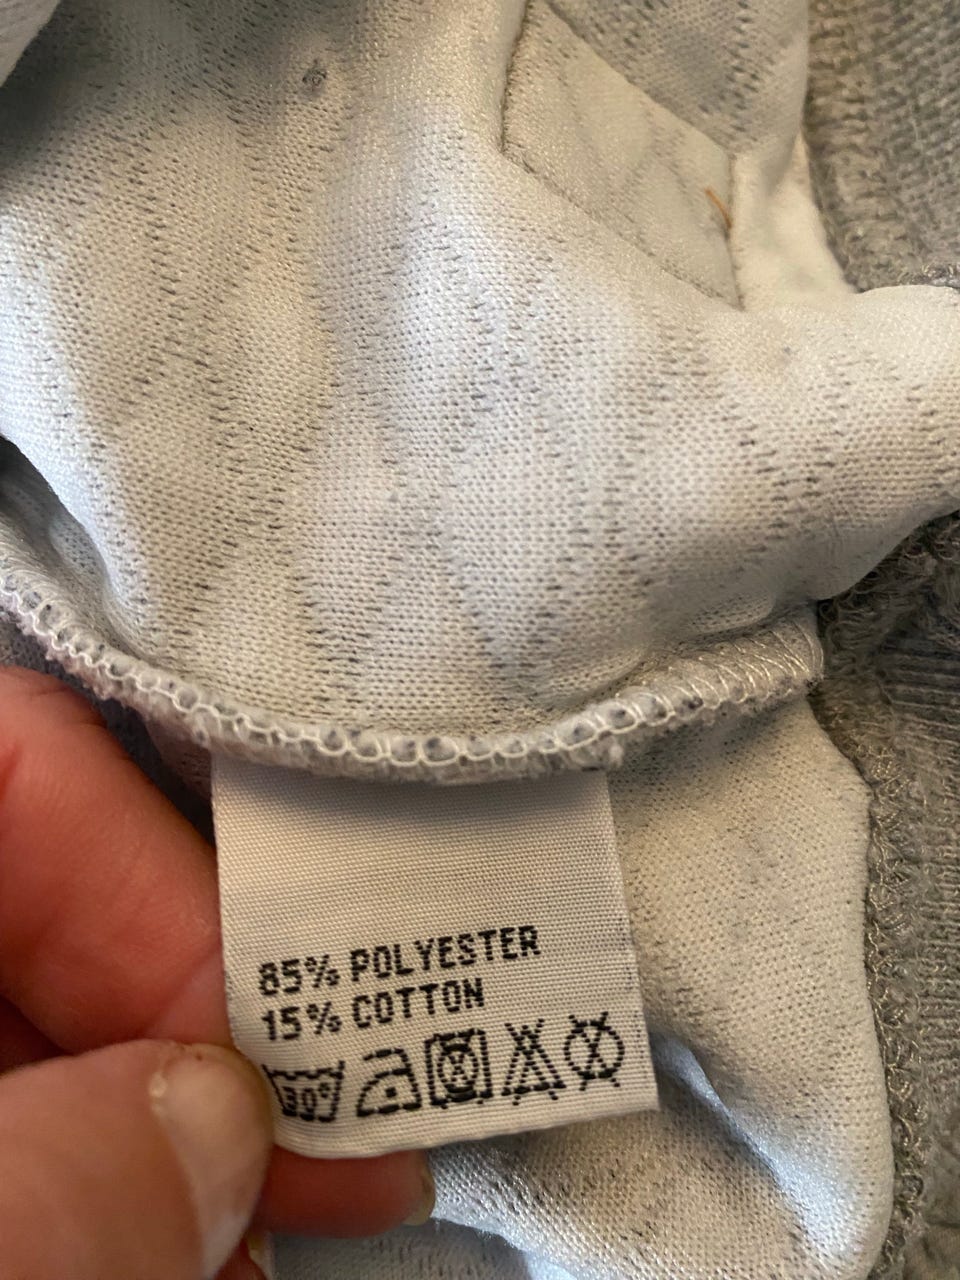 85% POLYESTER
15% COTTON
30°